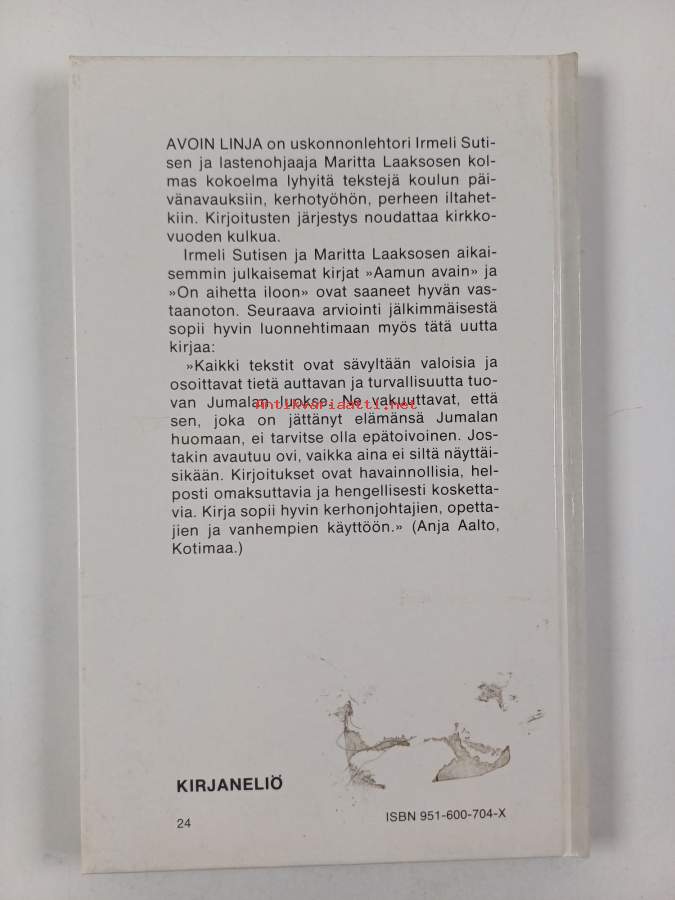 AVOIN LINJA on uskonnonlehtori Irmeli Suti-
sen ja lastenohjaaja Maritta Laaksosen kol-
mas kokoelma lyhyitä tekstejä koulun päi-
vänavauksiin, kerhotyöhön, perheen iltahet-
kiin. Kirjoitusten järjestys noudattaa kirkko-
vuoden kulkua.
Irmeli Sutisen ja Maritta Laaksosen aikai-
semmin julkaisemat kirjat »Aamun avain» ja
»On aihetta iloon» ovat saaneet hyvän vas-
taanoton. Seuraava arviointi jälkimmäisestä
sopii hyvin luonnehtimaan myös tätä uutta
kirjaa:
»Kaikki tekstit ovat sävyltään valoisia ja
osoittavat tietä auttavan ja turvallisuutta tuo-
van Jumalan luokse. Ne vakuuttavat, että
Antikvariaatti.net
sen, joka on jättänyt elämänsä Jumalan
huomaan, ei tarvitse olla epätoivoinen. Jos-
takin avautuu ovi, vaikka aina ei siltä näyttäi-
sikään. Kirjoitukset ovat havainnollisia, hel-
posti omaksuttavia ja hengellisesti kosketta-
via. Kirja sopii hyvin kerhonjohtajien, opetta-
jien ja vanhempien käyttöön.» (Anja Aalto,
Kotimaa.)
KIRJANELIÖ
24
ISBN 951-600-704-X